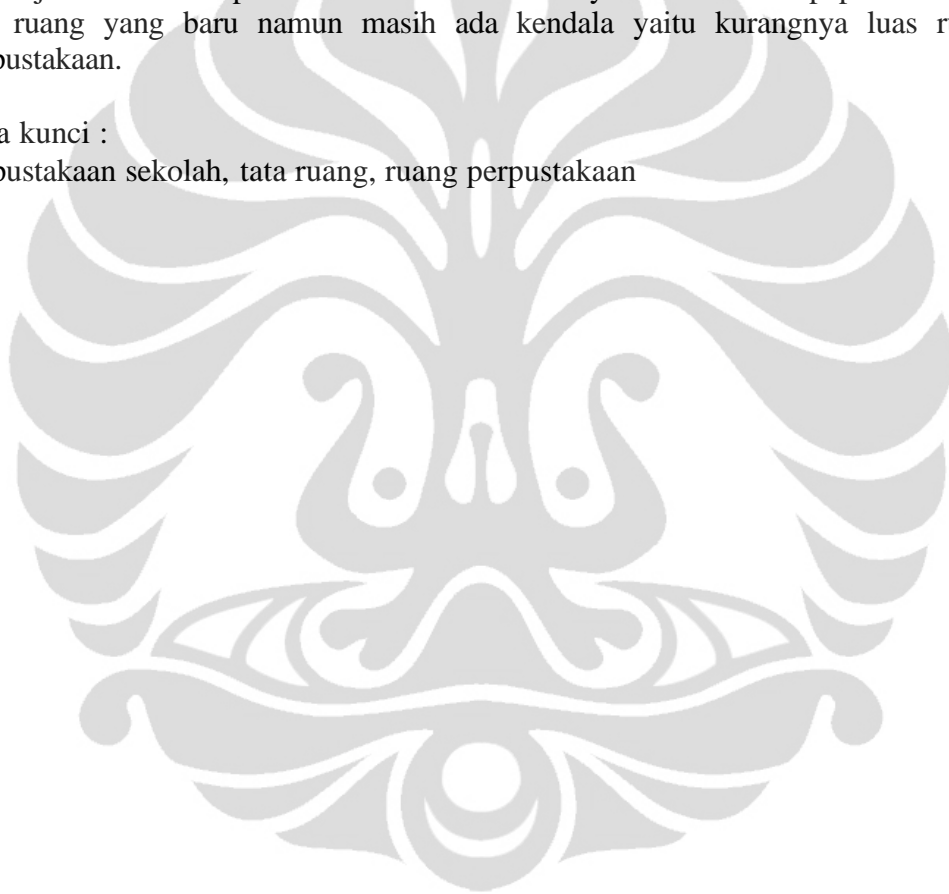 ruang yang baru namun masih ada kendala yaitu kurangnya luas
pustakaan.
a kunci :
pustakaan sekolah, tata ruang, ruang perpustakaan